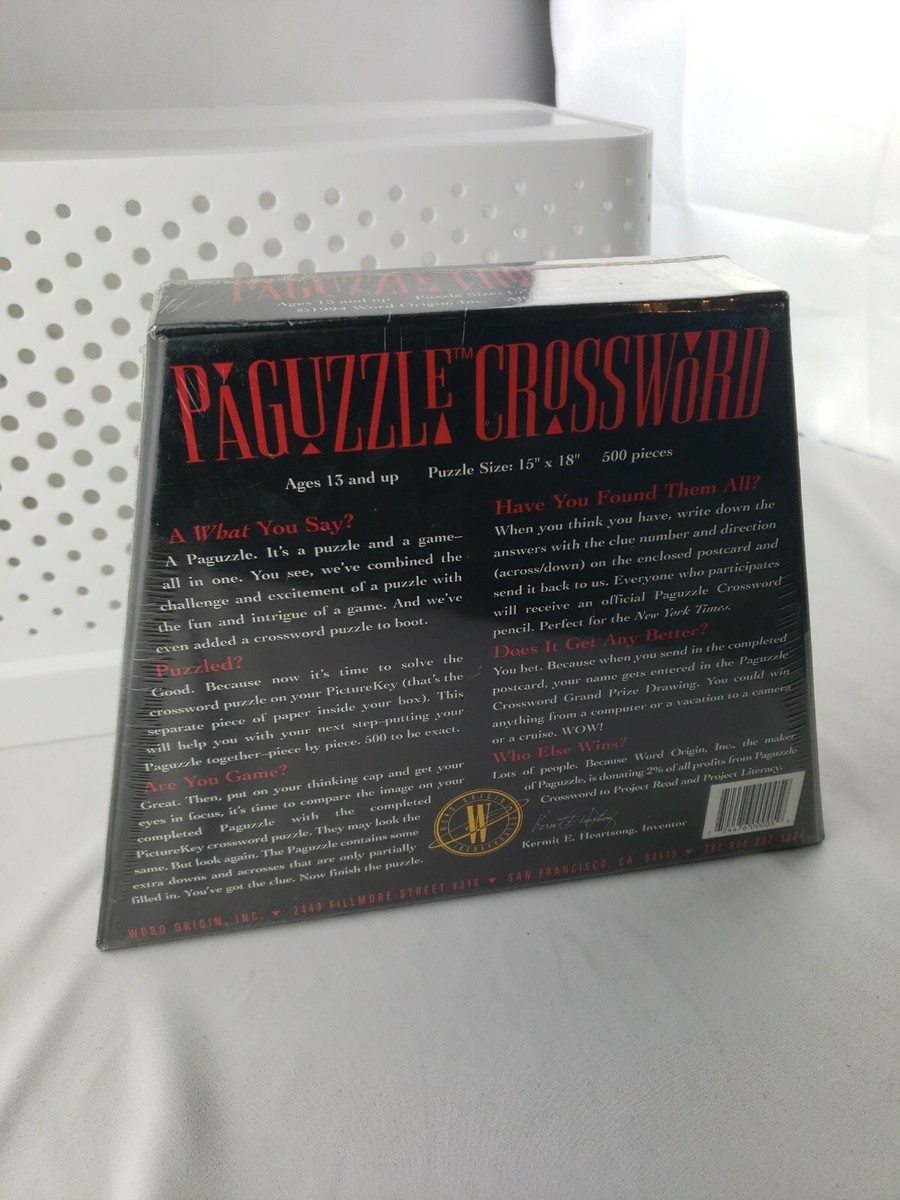 PAGUZZLE CROSSWORD
Ages 13 and up Puzzle Size:
©1994 Word Origin, Inc.
PAGUZZLE™ CROSSWORD
Ages 13 and up Puzzle Size: 15" x 18" 500 pieces
A What You Say?
A Paguzzle. It's a puzzle and a game–
all in one. You see, we've combined the
challenge and excitement of a puzzle with
the fun and intrigue of a game. And we've
even added a crossword puzzle to boot.
Puzzled?
Good. Because now it's time to solve the
crossword puzzle on your PictureKey (that's the
separate piece of paper inside your box). This
will help you with your next step–putting your
Paguzzle together–piece by piece. 500 to be exact.
Are You Game?
Great. Then, put on your thinking cap and get your
eyes in focus, it's time to compare the image on your
completed Paguzzle with the completed
PictureKey crossword puzzle. They may look the
same. But look again. The Paguzzle contains some
extra downs and acrosses that are only partially
filled in. You've got the clue. Now finish the puzzle.
Have You Found Them All?
When you think you have, write down the
answers with the clue number and direction
(across/down) on the enclosed postcard and
send it back to us. Everyone who participates
will receive an official Paguzzle Crossword
pencil. Perfect for the New York Times.
Does It Get Any Better?
You bet. Because when you send in the completed
postcard, your name gets entered in the Paguzzle
Crossword Grand Prize Drawing. You could win
anything from a computer or a vacation to a camera
or a cruise. WOW!
Who Else Wins?
Lots of people. Because Word Origin, Inc., the maker
of Paguzzle, is donating 2% of all profits from Paguzzle
Crossword to Project Read and Project Literacy.
W
Kermit E. Heartsong, Inventor
WORD ORIGIN, INC. ▼ 2443 FILLMORE STREET #316 ▼ SAN FRANCISCO, CA 94115 ▼ TEL